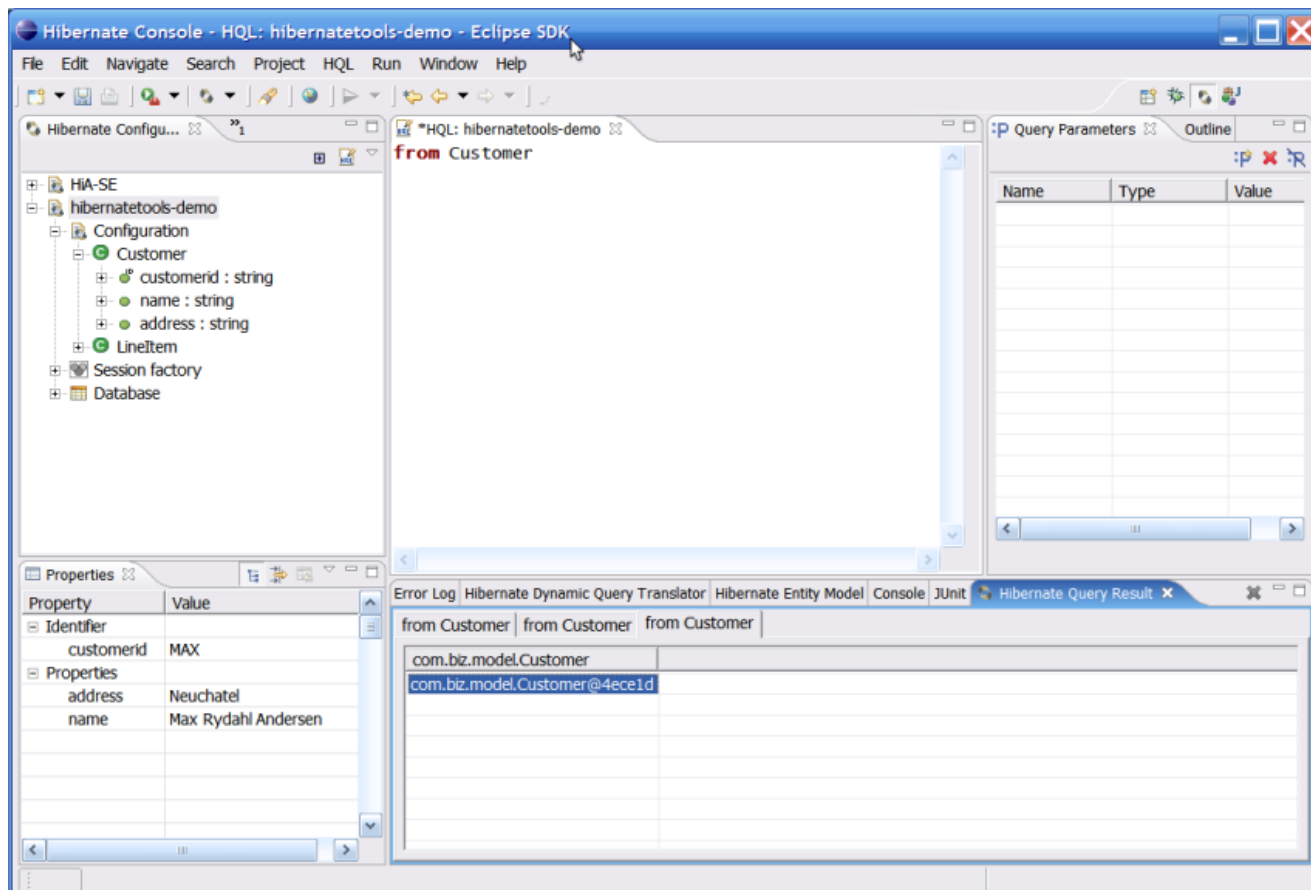 Hibernate Console - HQL: hibernatetools-demo - Eclipse SDK
File Edit Navigate Search Project HQL Run Window Help
Hibernate Configu... »1
HiA-SE
hibernatetools-demo
Configuration
Customer
customerid : string
name : string
address : string
LineItem
Session factory
Database
*HQL: hibernatetools-demo
from Customer
:P Query Parameters Outline
Name Type Value
Properties
Property Value
Identifier
customerid MAX
Properties
address Neuchatel
name Max Rydahl Andersen
Error Log Hibernate Dynamic Query Translator Hibernate Entity Model Console JUnit Hibernate Query Result
from Customer from Customer from Customer
com.biz.model.Customer
com.biz.model.Customer@4ece1d